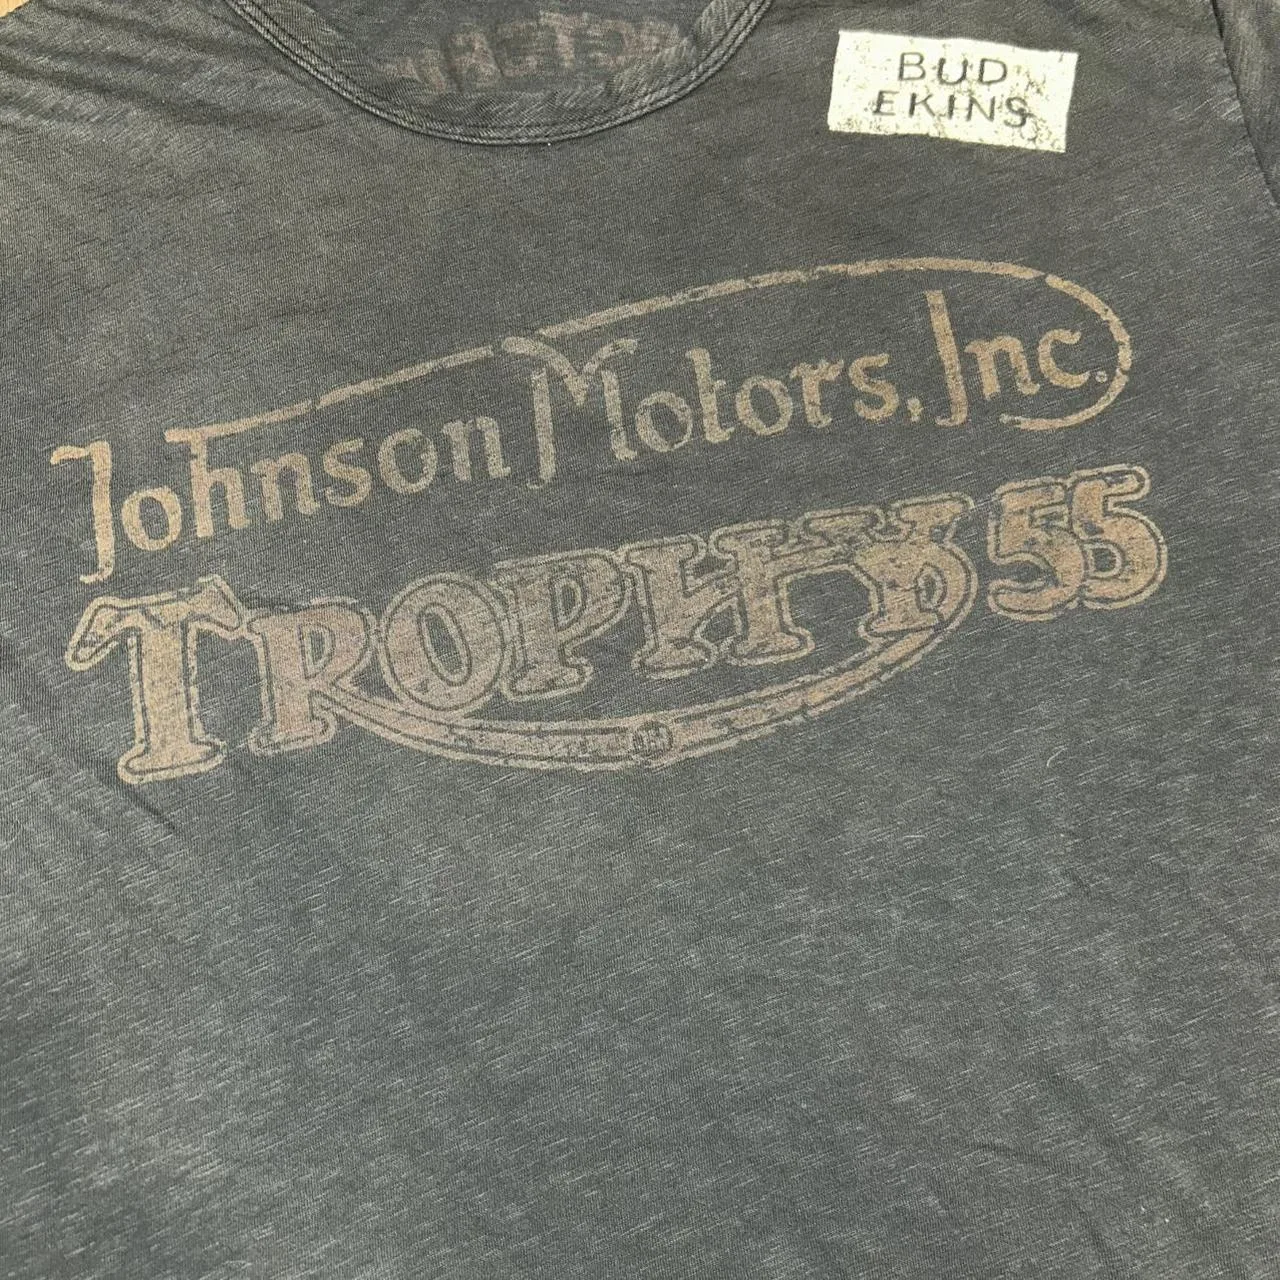 BUD
EKINS
Johnson Motors, Inc.
TROPHY 55